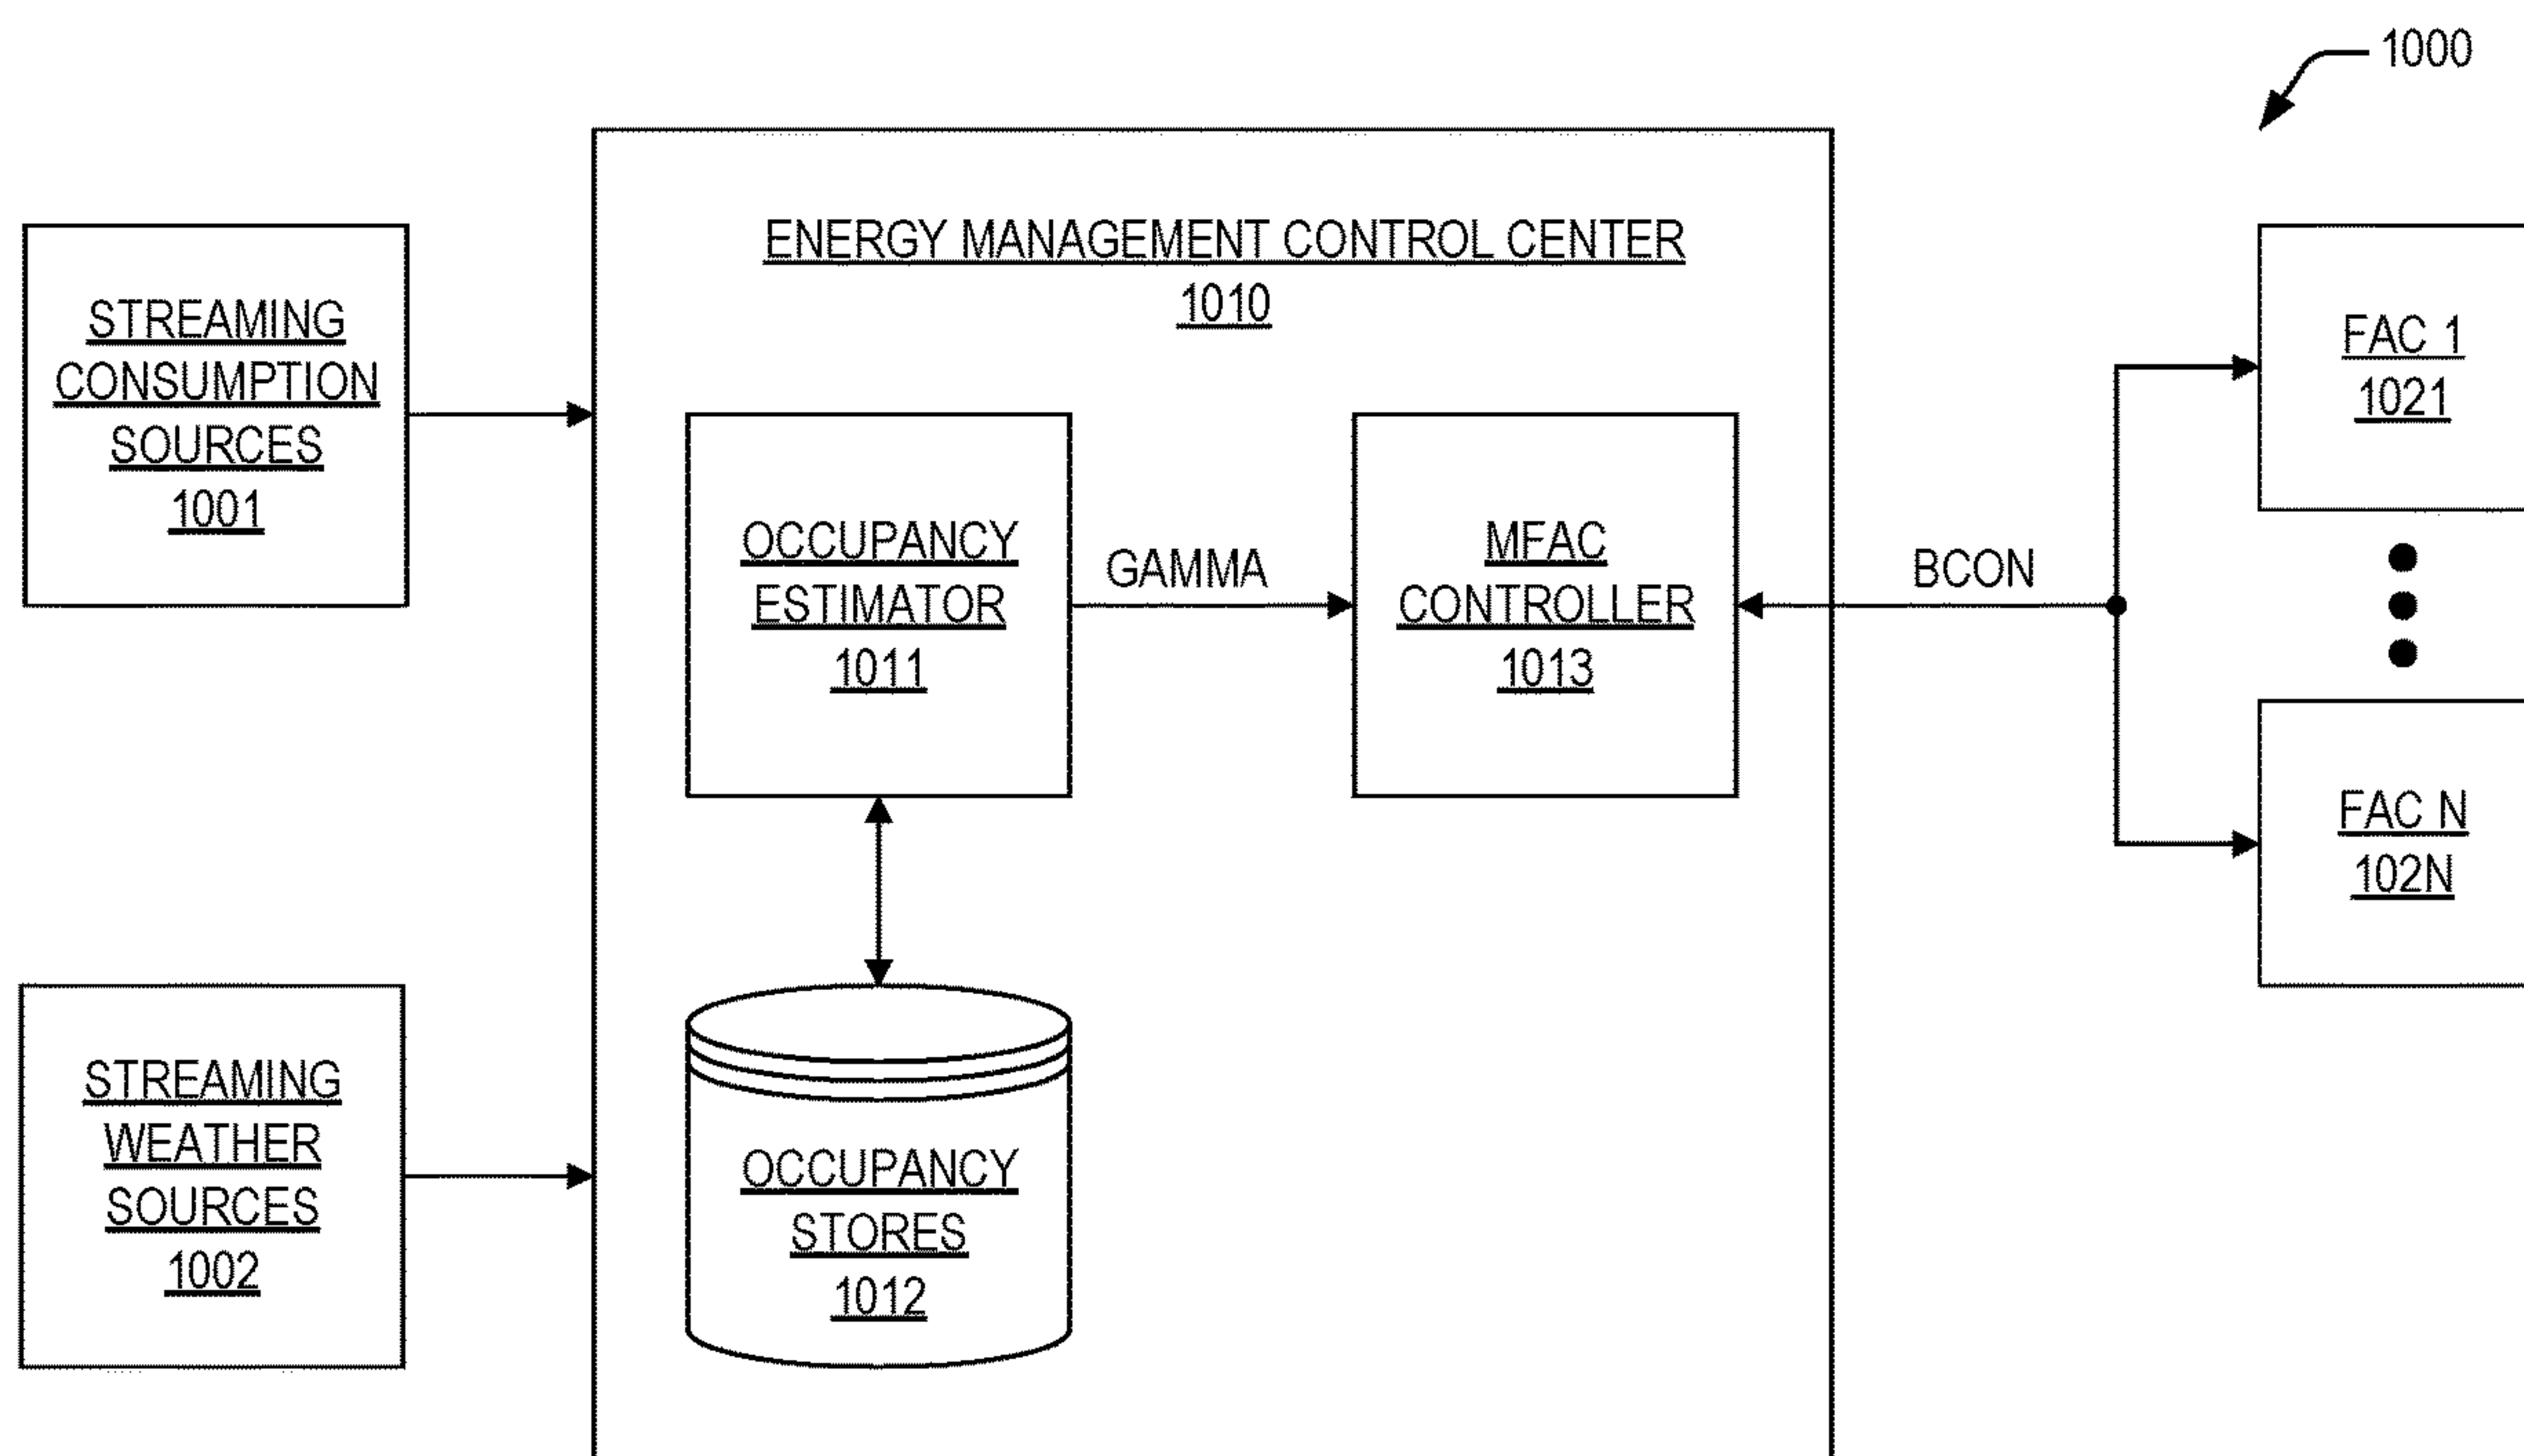 1000
ENERGY MANAGEMENT CONTROL CENTER
1010
STREAMING
CONSUMPTION
SOURCES
1001
OCCUPANCY
ESTIMATOR
1011
GAMMA
MFAC
CONTROLLER
1013
BCON
FAC 1
1021
FAC N
102N
STREAMING
WEATHER
SOURCES
1002
OCCUPANCY
STORES
1012